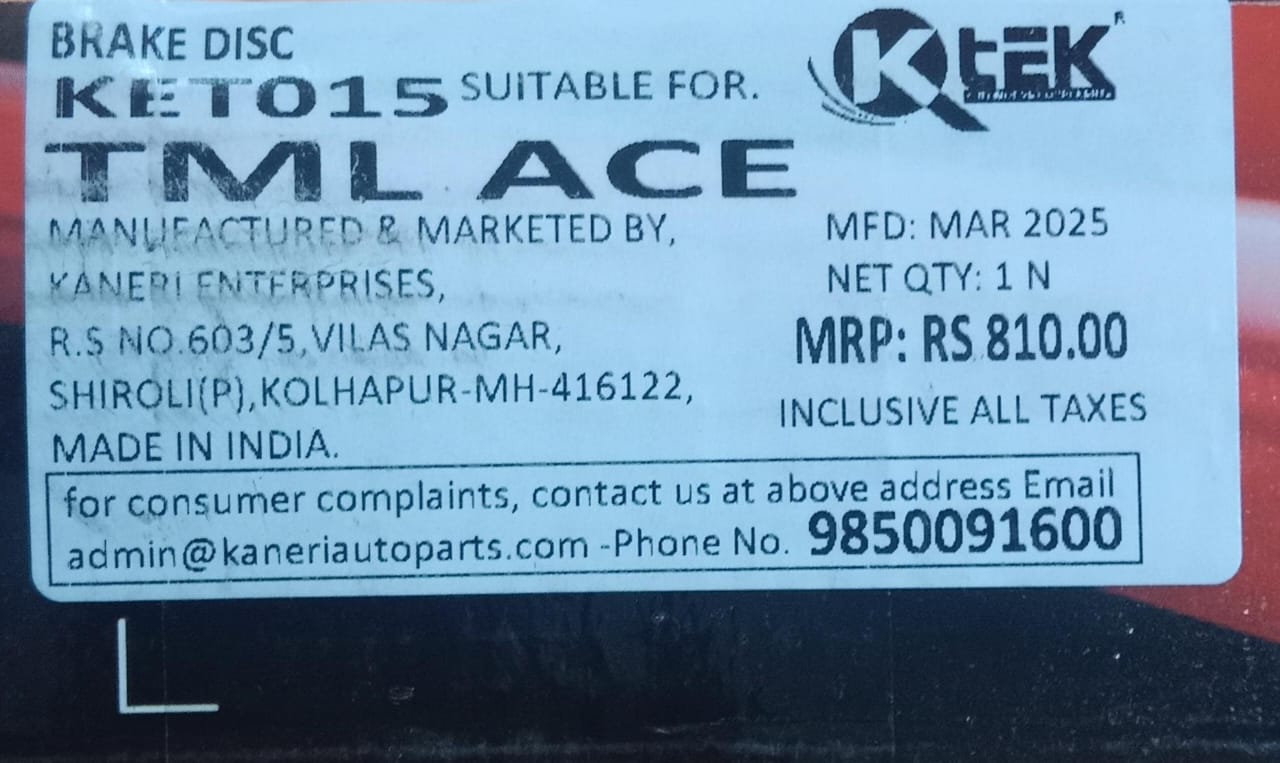 BRAKE DISC
KET015 SUITABLE FOR.
TML ACE
MANUFACTURED & MARKETED BY,
KANERI ENTERPRISES,
R.S NO.603/5,VILAS NAGAR,
SHIROLI(P),KOLHAPUR-MH-416122,
MADE IN INDIA.
K tEK ®
MFD: MAR 2025
NET QTY: 1 N
MRP: RS 810.00
INCLUSIVE ALL TAXES
for consumer complaints, contact us at above address Email
admin@kaneriautoparts.com -Phone No. 9850091600